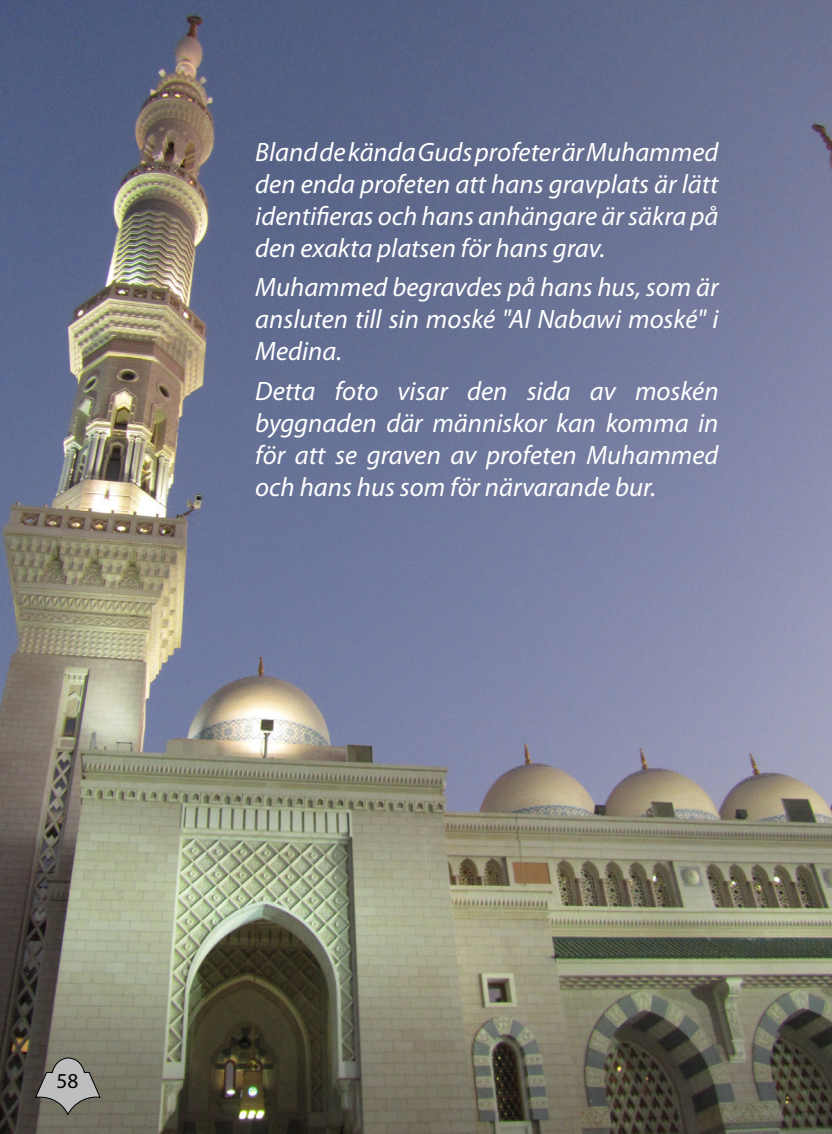 Bland de kända Guds profeter är Muhammed
den enda profeten att hans gravplats är lätt
identifieras och hans anhängare är säkra på
den exakta platsen för hans grav.
Muhammed begravdes på hans hus, som är
ansluten till sin moské "Al Nabawi moské" i
Medina.
Detta foto visar den sida av moskén
byggnaden där människor kan komma in
för att se graven av profeten Muhammed
och hans hus som för närvarande bur.
58